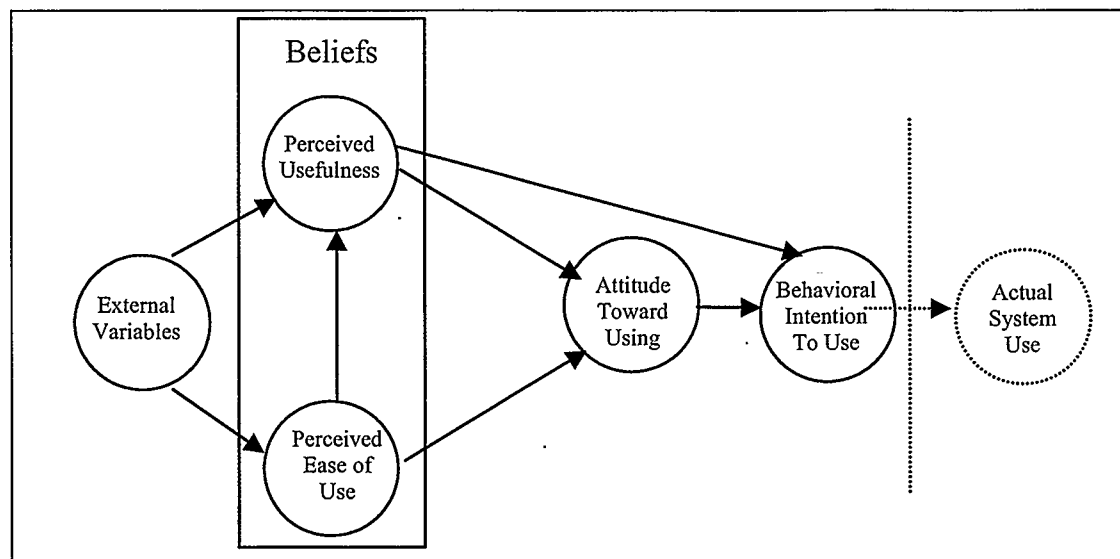 Beliefs
Perceived
Usefulness
External
Variables
Perceived
Ease of
Use
Attitude
Toward
Using
Behavioral
Intention
To Use
Actual
System
Use